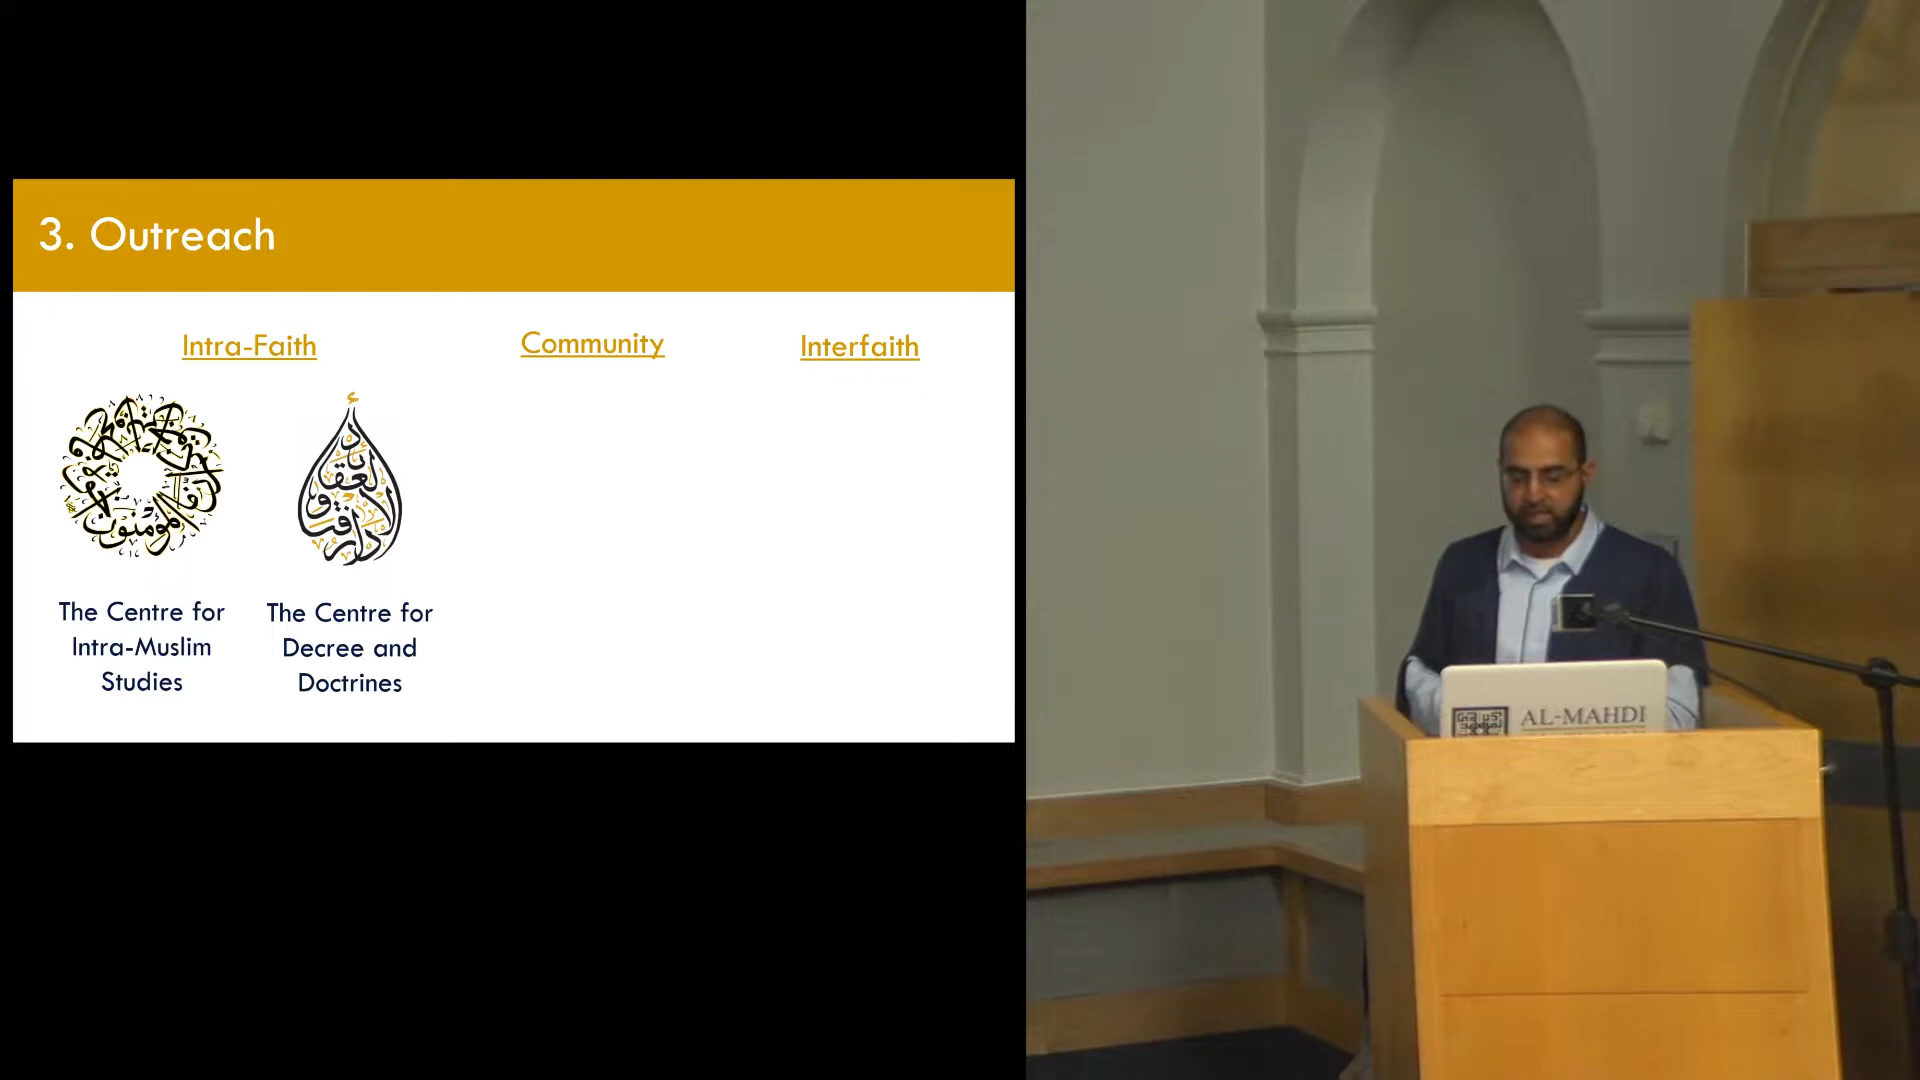 3. Outreach
Intra-Faith
Community
Interfaith
The Centre for
Intra-Muslim
Studies
The Centre for
Decree and
Doctrines
AL-MAHDI